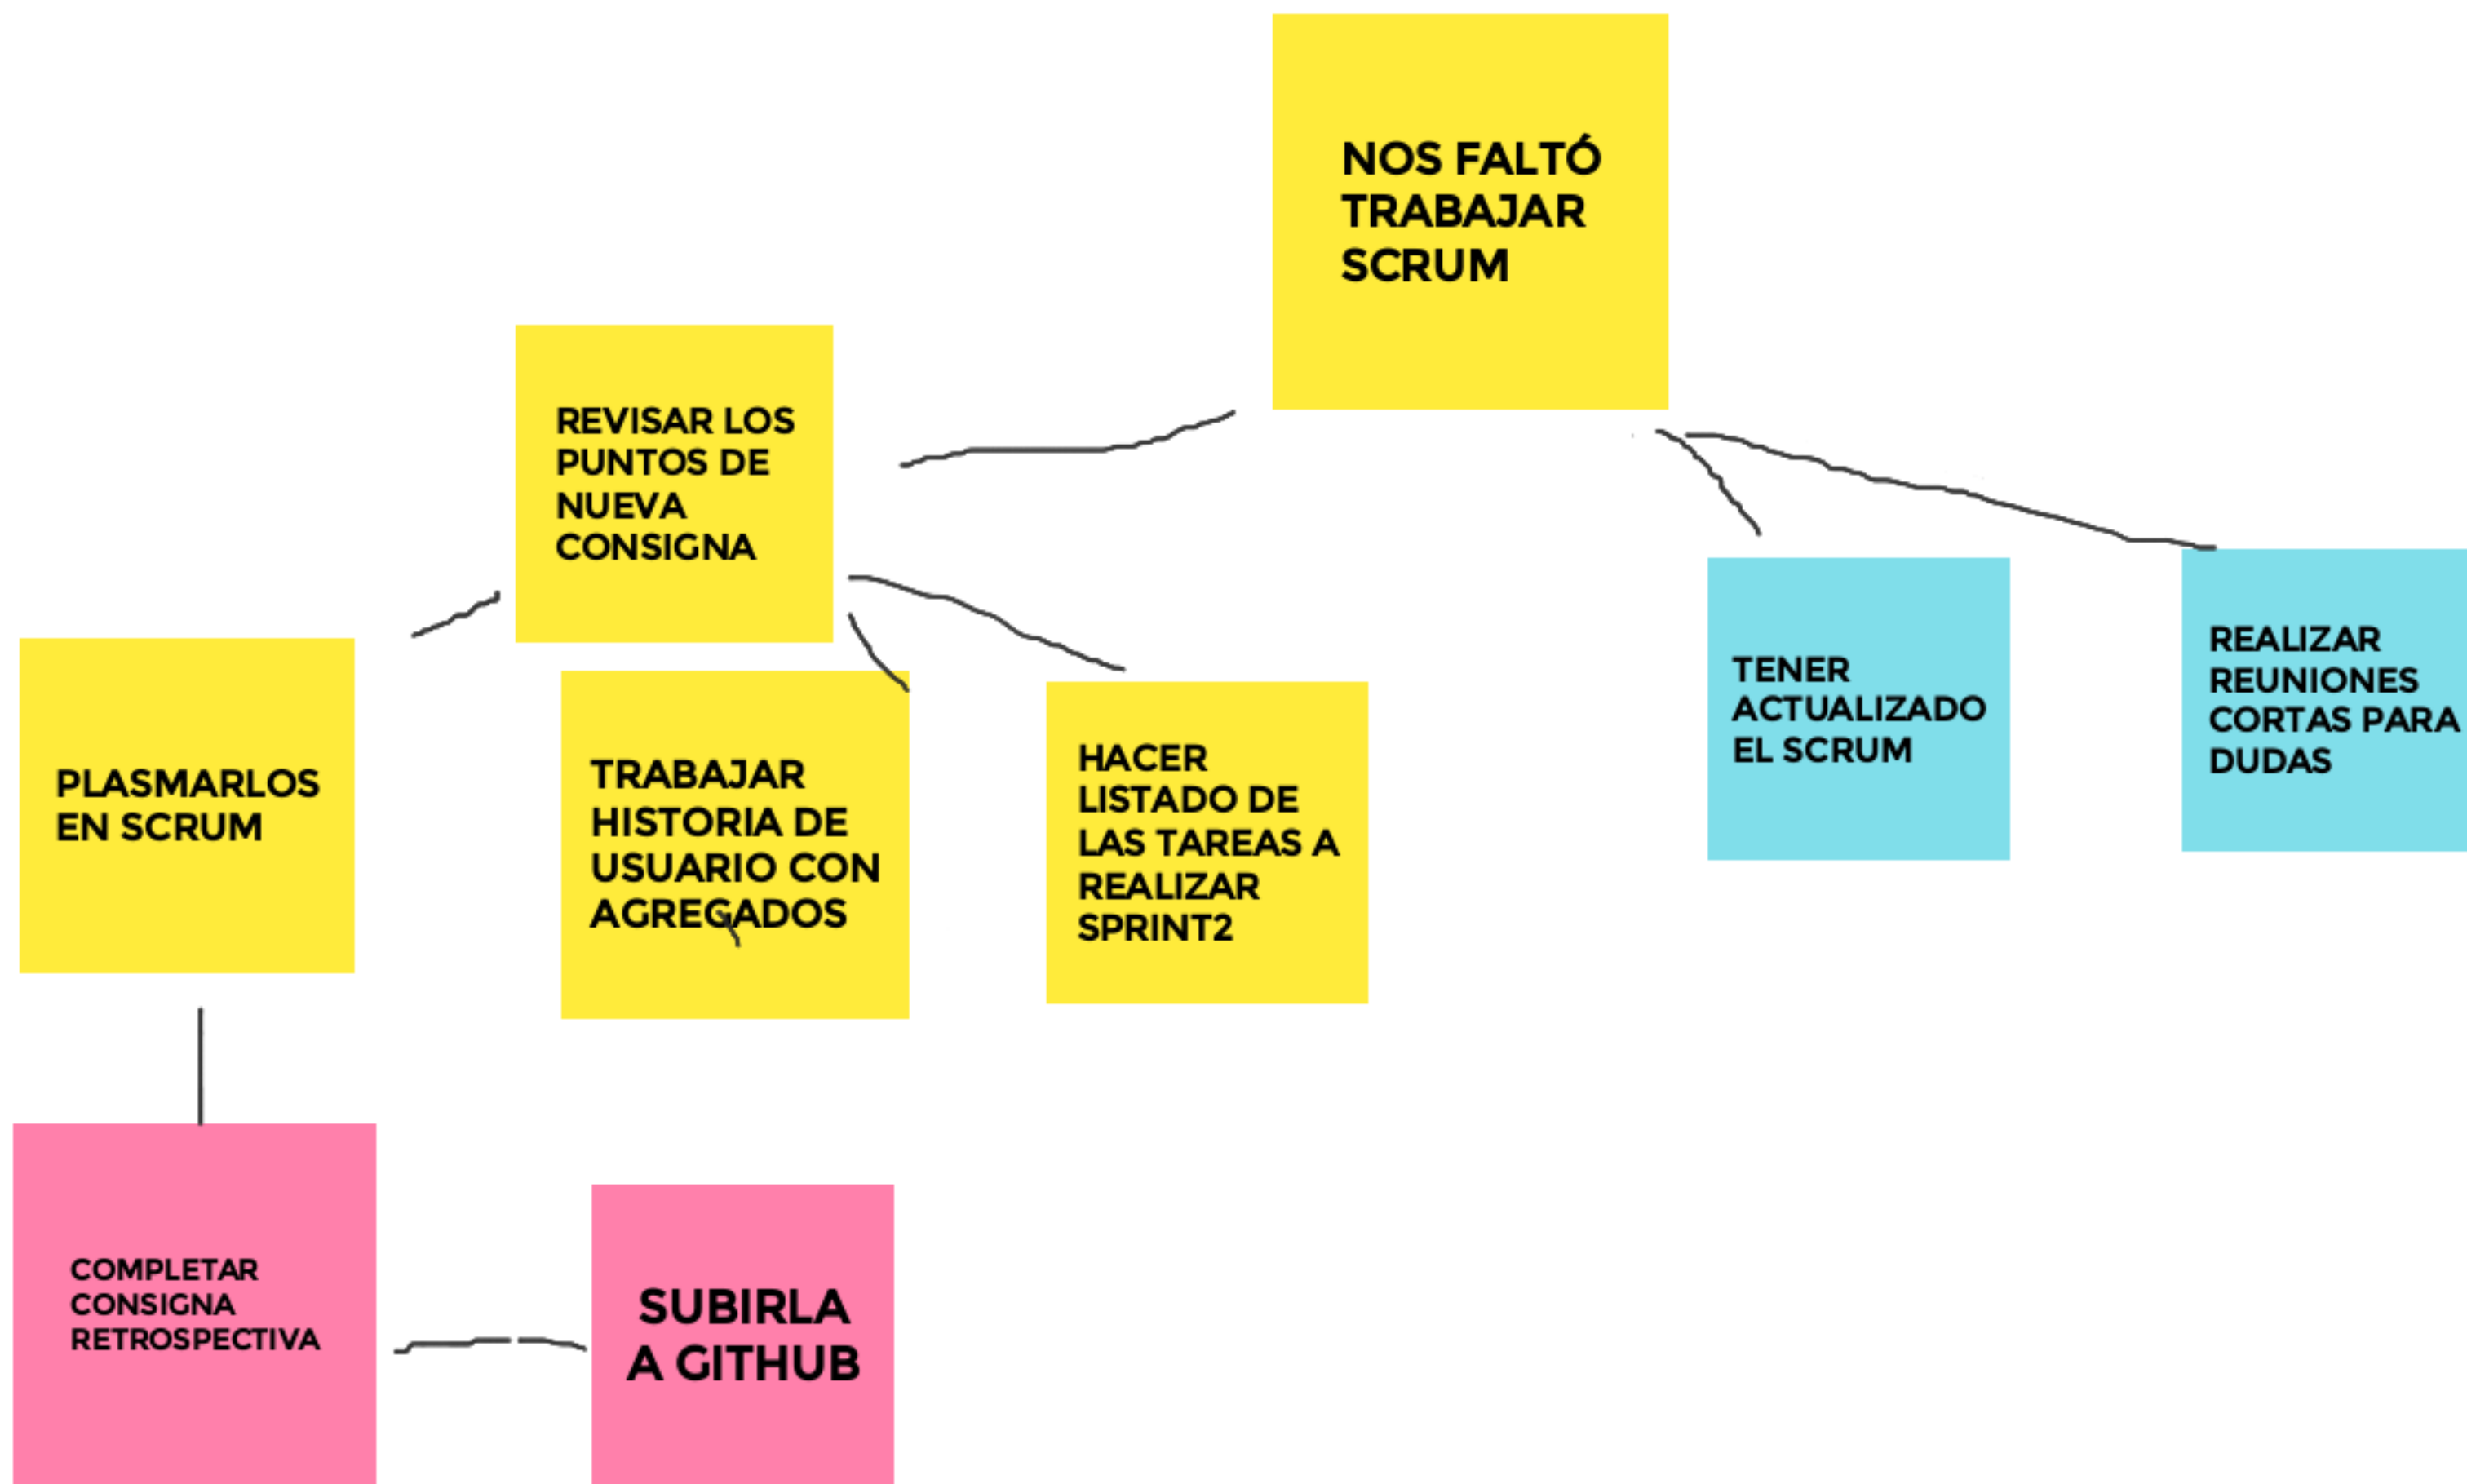 NOS FALTÓ
TRABAJAR
SCRUM
REVISAR LOS
PUNTOS DE
NUEVA
CONSIGNA
PLASMARLOS
EN SCRUM
TRABAJAR
HISTORIA DE
USUARIO CON
AGREGADOS
HACER
LISTADO DE
LAS TAREAS A
REALIZAR
SPRINT2
TENER
ACTUALIZADO
EL SCRUM
REALIZAR
REUNIONES
CORTAS PARA
DUDAS
COMPLETAR
CONSIGNA
RETROSPECTIVA
SUBIRLA
A GITHUB